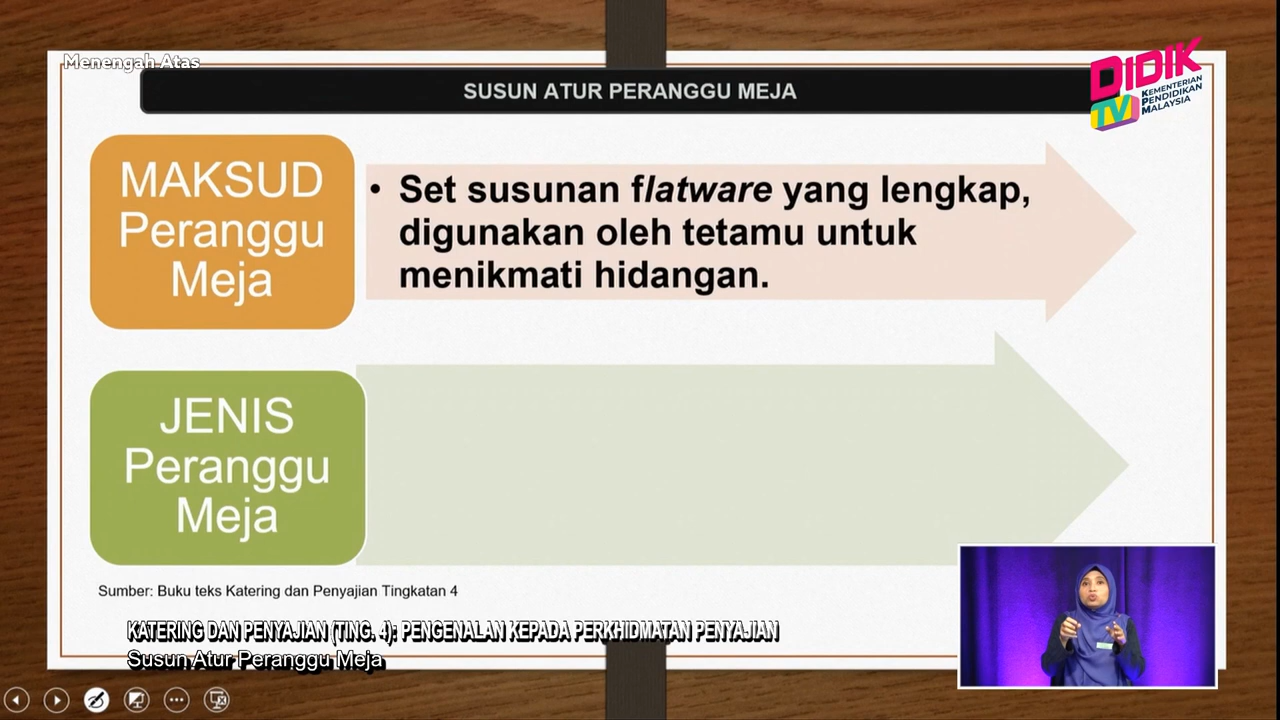 Menengah Atas
SUSUN ATUR PERANGGU MEJA
DIDIK
TV
KEMENTERIAN
PENDIDIKAN
MALAYSIA
MAKSUD
Peranggu
Meja
• Set susunan flatware yang lengkap,
digunakan oleh tetamu untuk
menikmati hidangan.
JENIS
Peranggu
Meja
Sumber: Buku teks Katering dan Penyajian Tingkatan 4
KATERING DAN PENYAJIAN (TING. 4): PENGENALAN KEPADA PERKHIDMATAN PENYAJIAN
Susun Atur Peranggu Meja